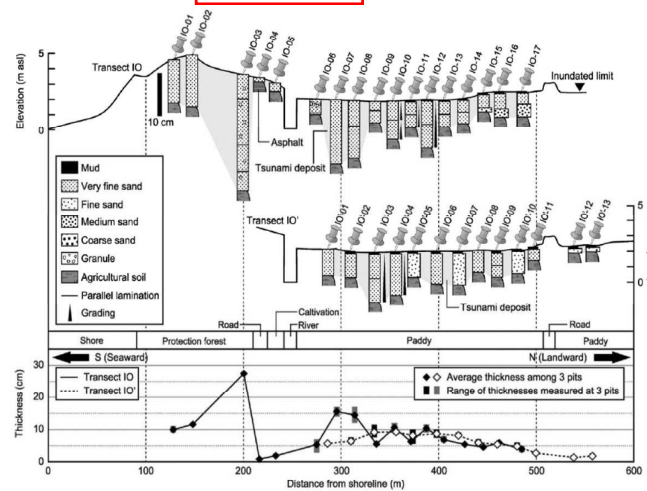 IO-01
IO-02
IO-03
IO-04
IO-05
IO-06
IO-07
IO-08
IO-09
IO-10
IO-11
IO-12
IO-13
IO-14
IO-15
IO-16
IO-17
Elevation (m asl)
5
0
Transect IO
10 cm
Asphalt
Tsunami deposit
Inundated limit
Mud
Very fine sand
Fine sand
Medium sand
Coarse sand
Granule
Agricultural soil
Parallel lamination
Grading
Transect IO'
IO-01
IO-02
IO-03
IO-04
IO-05
IO-06
IO-07
IO-08
IO-09
IO-10
IO-11
IO-12
IO-13
5
0
Tsunami deposit
Road
Caltivation
River
Road
Shore
Protection forest
Paddy
Paddy
S (Seaward)
N (Landward)
Thickness (cm)
30
20
10
0
Transect IO
Transect IO'
Average thickness among 3 pits
Range of thicknesses measured at 3 pits
0
100
200
300
400
500
600
Distance from shoreline (m)